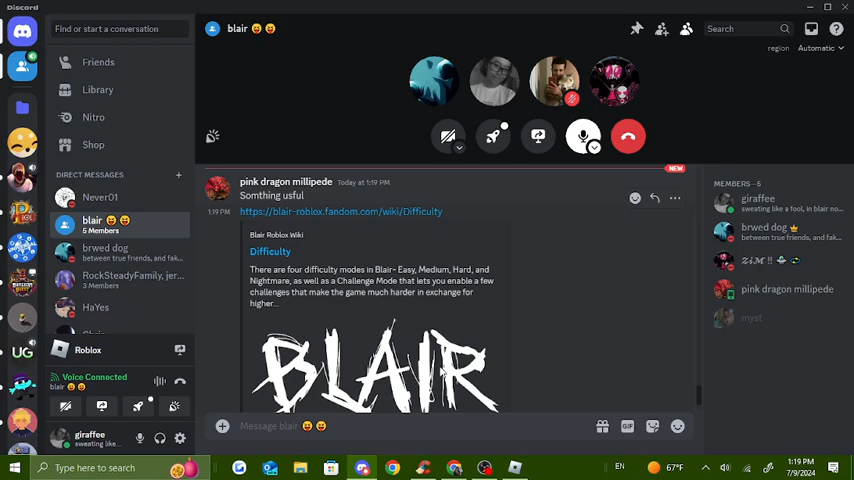 Discord
Find or start a conversation
blair 😝 😝
Search
region
Automatic
Friends
Library
Nitro
Shop
DIRECT MESSAGES
Never01
blair 😝 😝
5 Members
brwed dog
between true friends, and fak...
RockSteadyFamily, jer...
3 Members
HaYes
Roblox
Voice Connected
blair 😝 😝
giraffee
sweating like...
NEW
pink dragon millipede Today at 1:19 PM
Somthing usful
1:19 PM
https://blair-roblox.fandom.com/wiki/Difficulty
Blair Roblox Wiki
Difficulty
There are four difficulty modes in Blair- Easy, Medium, Hard, and
Nightmare, as well as a Challenge Mode that lets you enable a few
challenges that make the game much harder in exchange for
higher...
BLAIR
Message blair 😝 😝
GIF
MEMBERS—5
giraffee
sweating like a fool, in blair no...
brwed dog
between true friends, and fak...
pink dragon millipede
myst
UG
Type here to search
EN
67°F
1:19 PM
7/9/2024